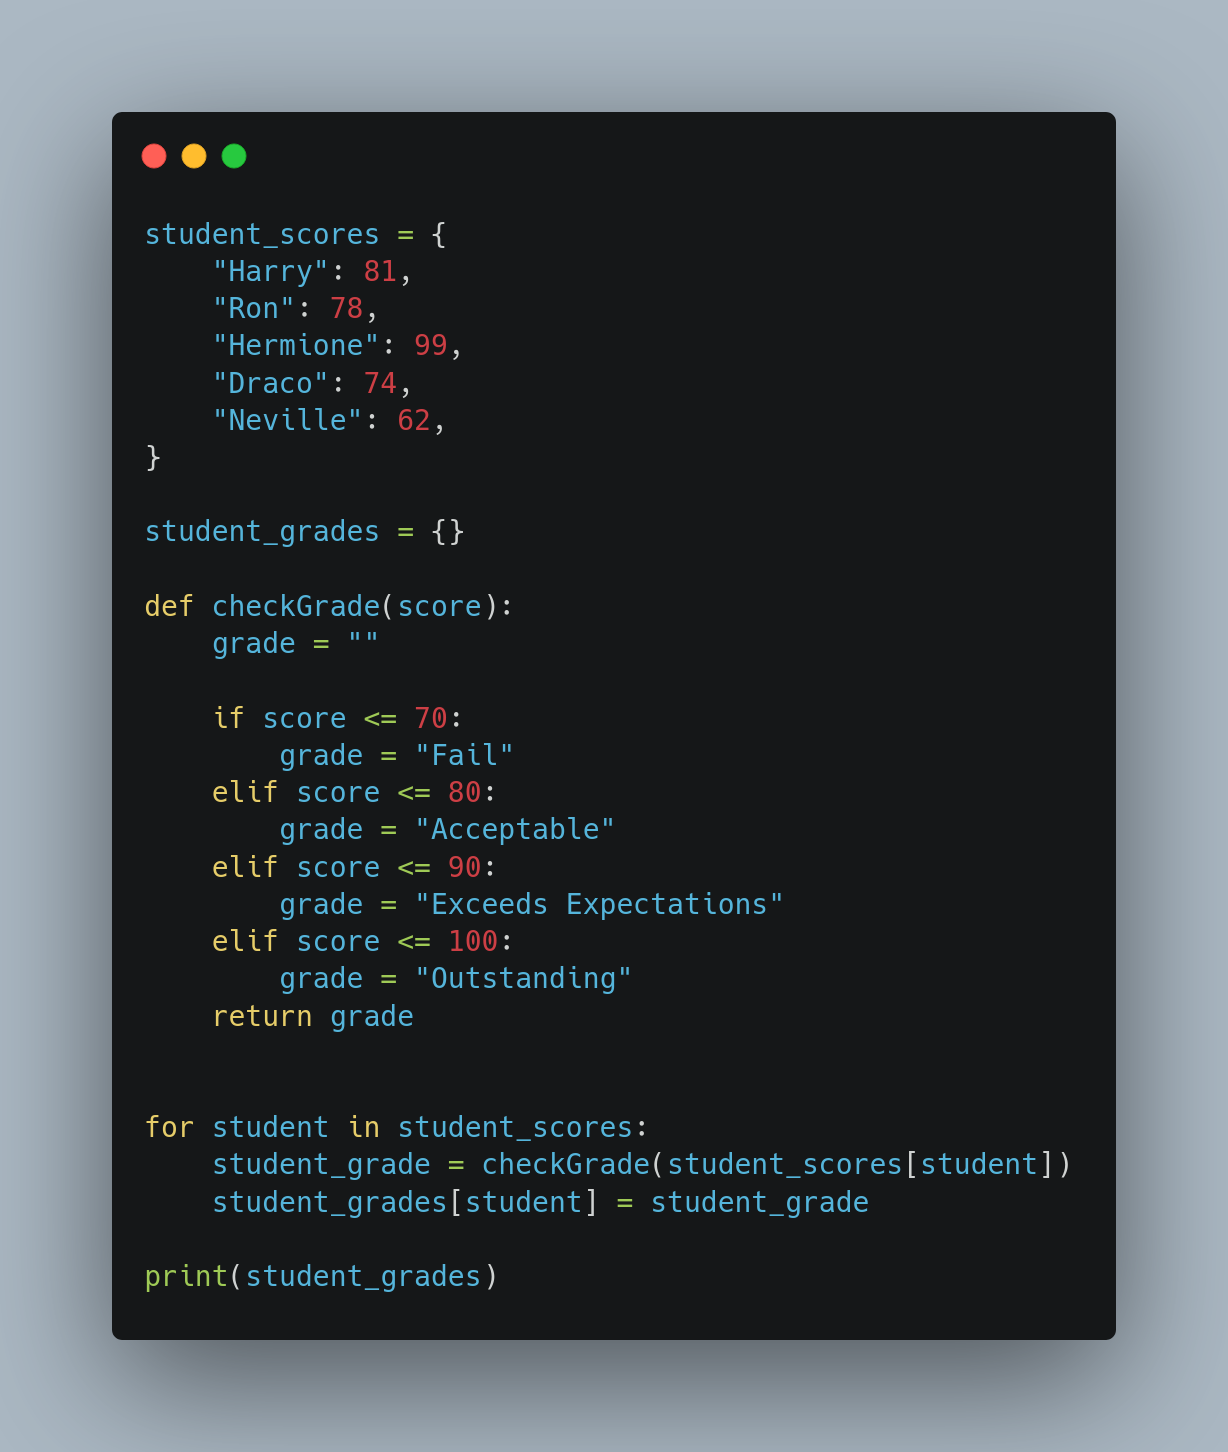 student_scores = {
    "Harry": 81,
    "Ron": 78,
    "Hermione": 99,
    "Draco": 74,
    "Neville": 62,
}

student_grades = {}

def checkGrade(score):
    grade = ""

    if score <= 70:
        grade = "Fail"
    elif score <= 80:
        grade = "Acceptable"
    elif score <= 90:
        grade = "Exceeds Expectations"
    elif score <= 100:
        grade = "Outstanding"
    return grade


for student in student_scores:
    student_grade = checkGrade(student_scores[student])
    student_grades[student] = student_grade

print(student_grades)